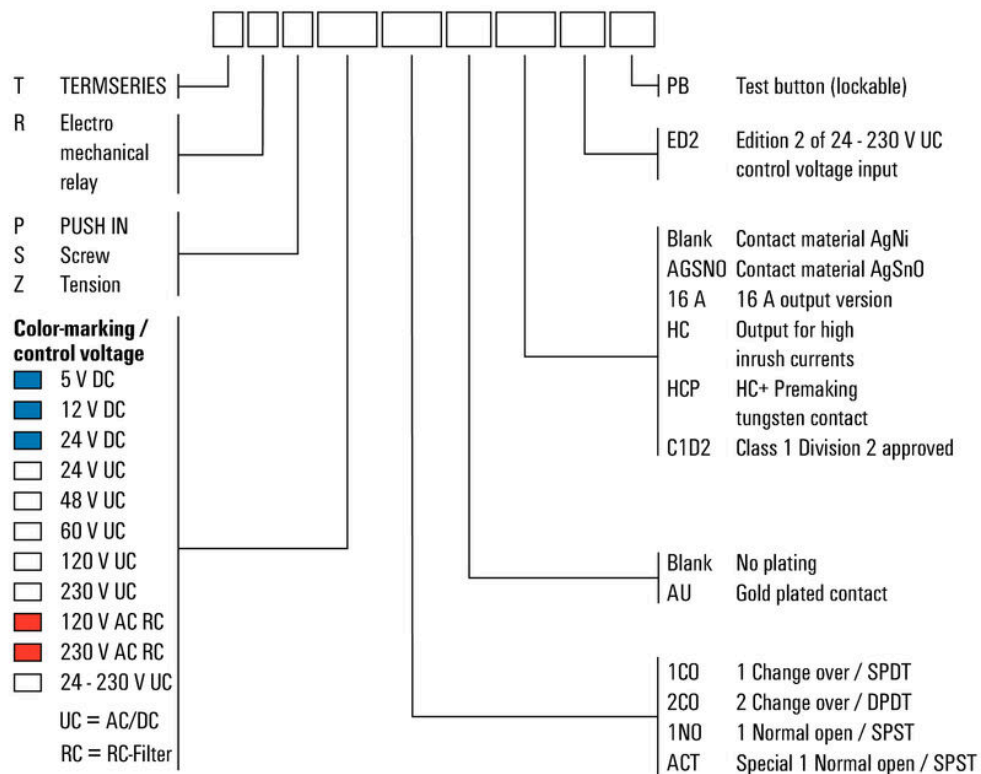 T TERMSERIES
R Electro
mechanical
relay
P PUSH IN
S Screw
Z Tension
Color-marking /
control voltage
5 V DC
12 V DC
24 V DC
24 V UC
48 V UC
60 V UC
120 V UC
230 V UC
120 V AC RC
230 V AC RC
24 - 230 V UC
UC = AC/DC
RC = RC-Filter
PB Test button (lockable)
ED2 Edition 2 of 24 - 230 V UC
control voltage input
Blank Contact material AgNi
AGSNO Contact material AgSnO
16 A 16 A output version
HC Output for high
inrush currents
HCP HC+ Premaking
tungsten contact
C1D2 Class 1 Division 2 approved
Blank No plating
AU Gold plated contact
1CO 1 Change over / SPDT
2CO 2 Change over / DPDT
1NO 1 Normal open / SPST
ACT Special 1 Normal open / SPST